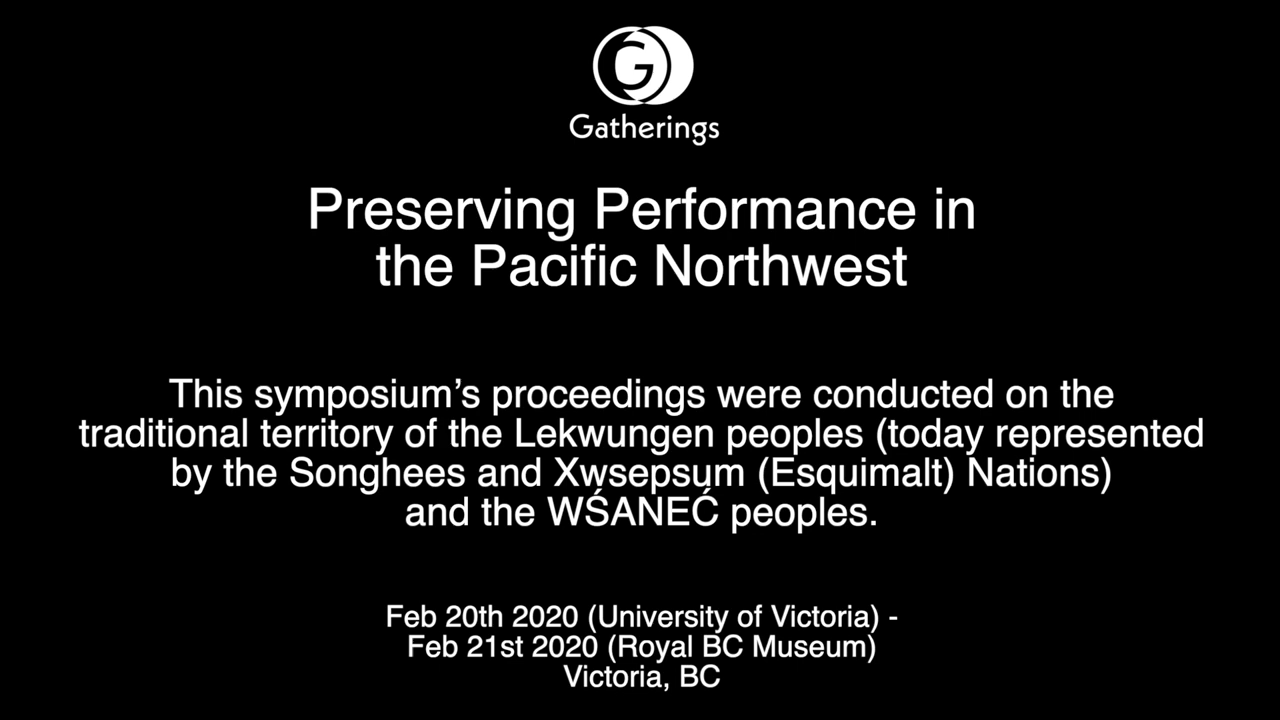 G
Gatherings
Preserving Performance in
the Pacific Northwest
This symposium’s proceedings were conducted on the
traditional territory of the Lekwungen peoples (today represented
by the Songhees and Xwsepsum (Esquimalt) Nations)
and the WŚANEĆ peoples.
Feb 20th 2020 (University of Victoria) -
Feb 21st 2020 (Royal BC Museum)
Victoria, BC